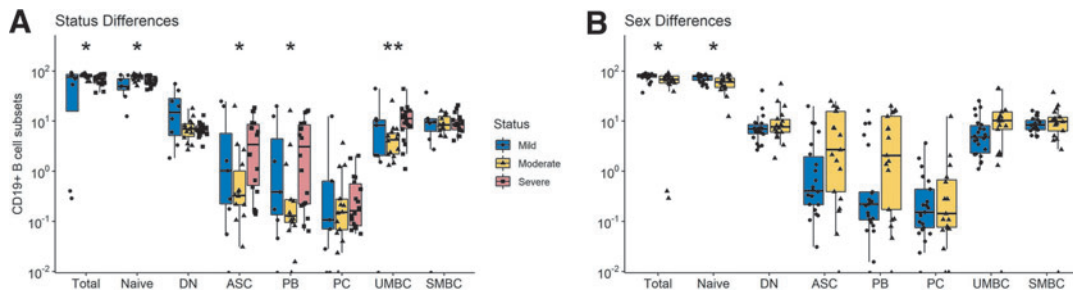 A
Status Differences
* * * * **
CD19+ B cell subsets
10²
10¹
10⁰
10⁻¹
10⁻²
Total Naive DN ASC PB PC UMBC SMBC
Status
Mild
Moderate
Severe
B
Sex Differences
* *
10²
10¹
10⁰
10⁻¹
10⁻²
Total Naive DN ASC PB PC UMBC SMBC